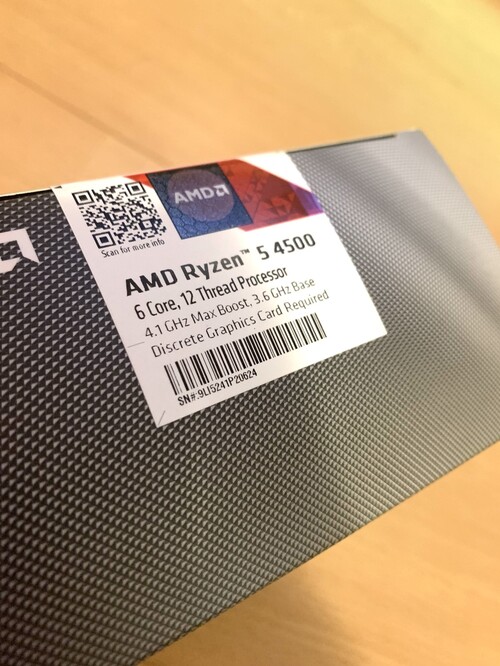 AMD
Scan for more info
AMD Ryzen™ 5 4500
6 Core, 12 Thread Processor
4.1 GHz Max Boost, 3.6 GHz Base
Discrete Graphics Card Required
SN#:9LI5241P20624